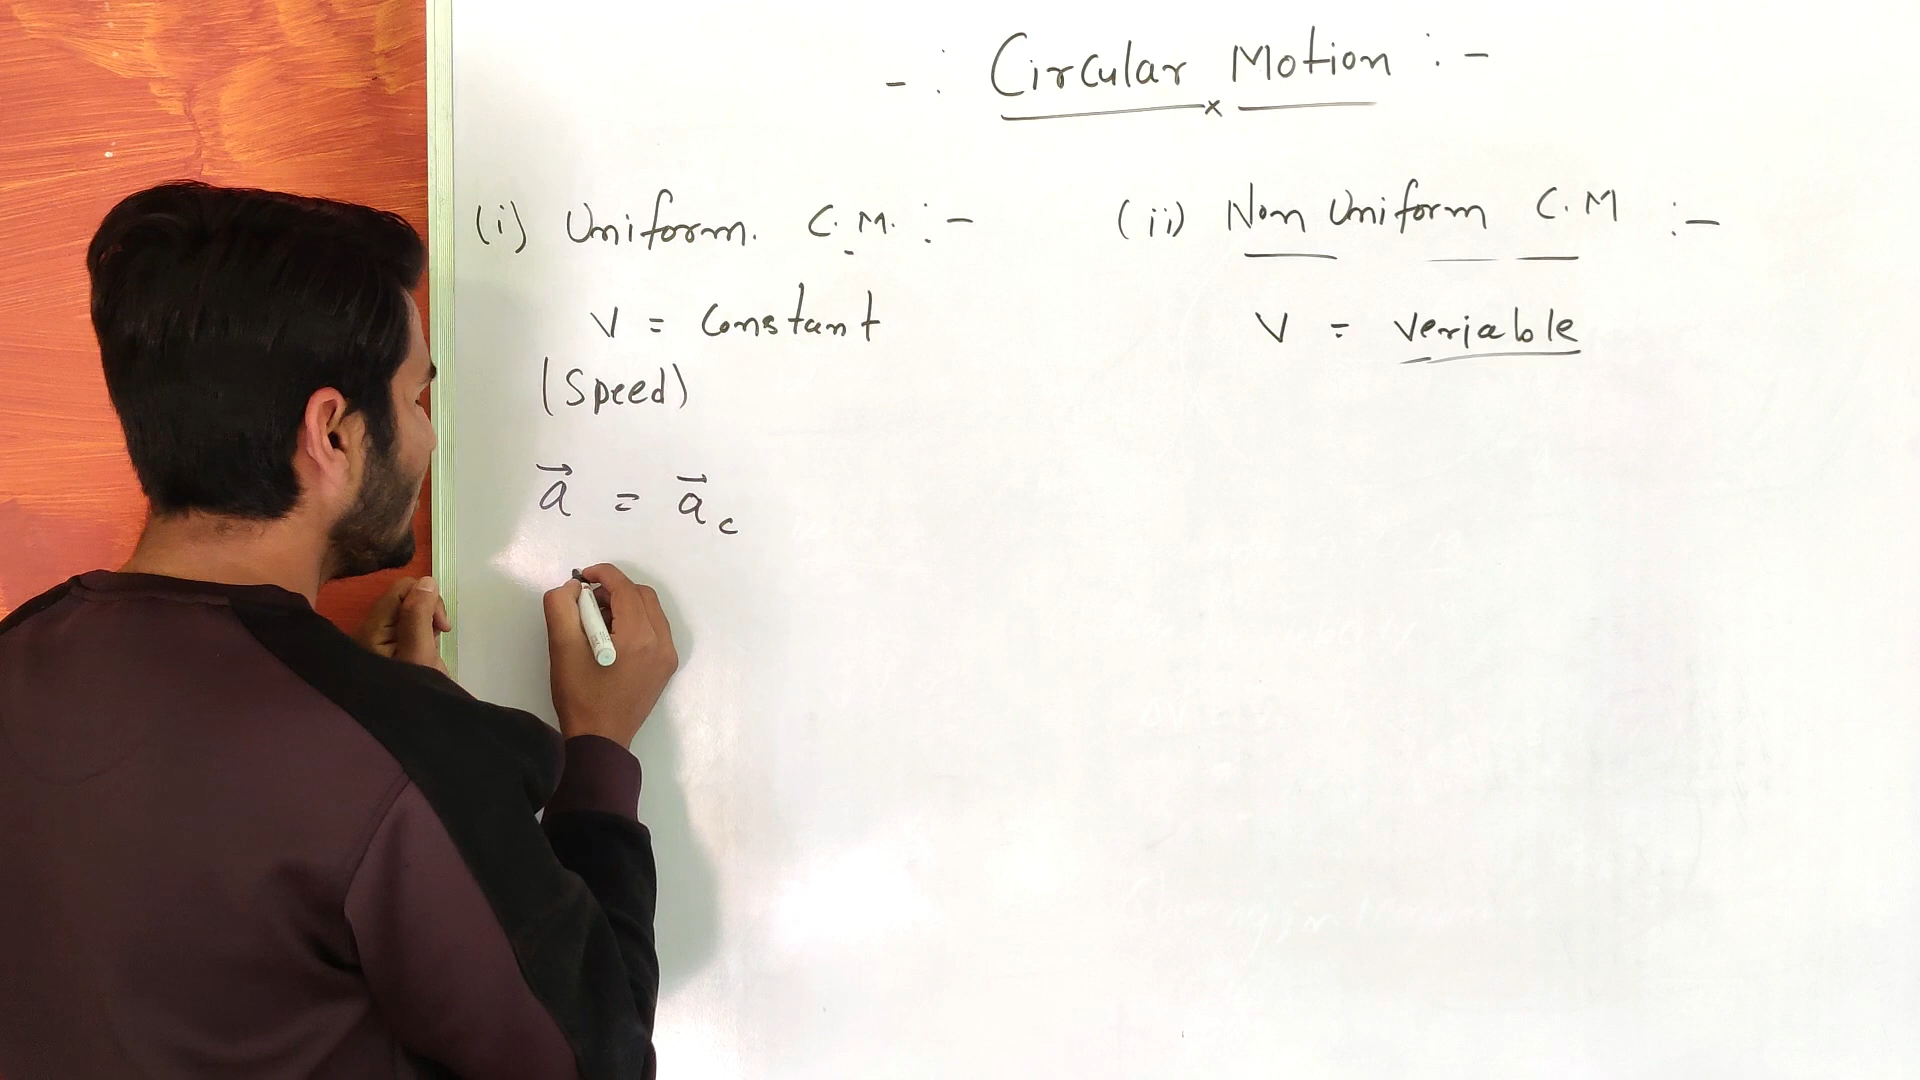 -: Circular Motion :-
(i) Uniform. C.M. :-
V = Constant
(Speed)
a⃗ = a⃗c
(ii) Non Uniform C.M :-
V = Veriable